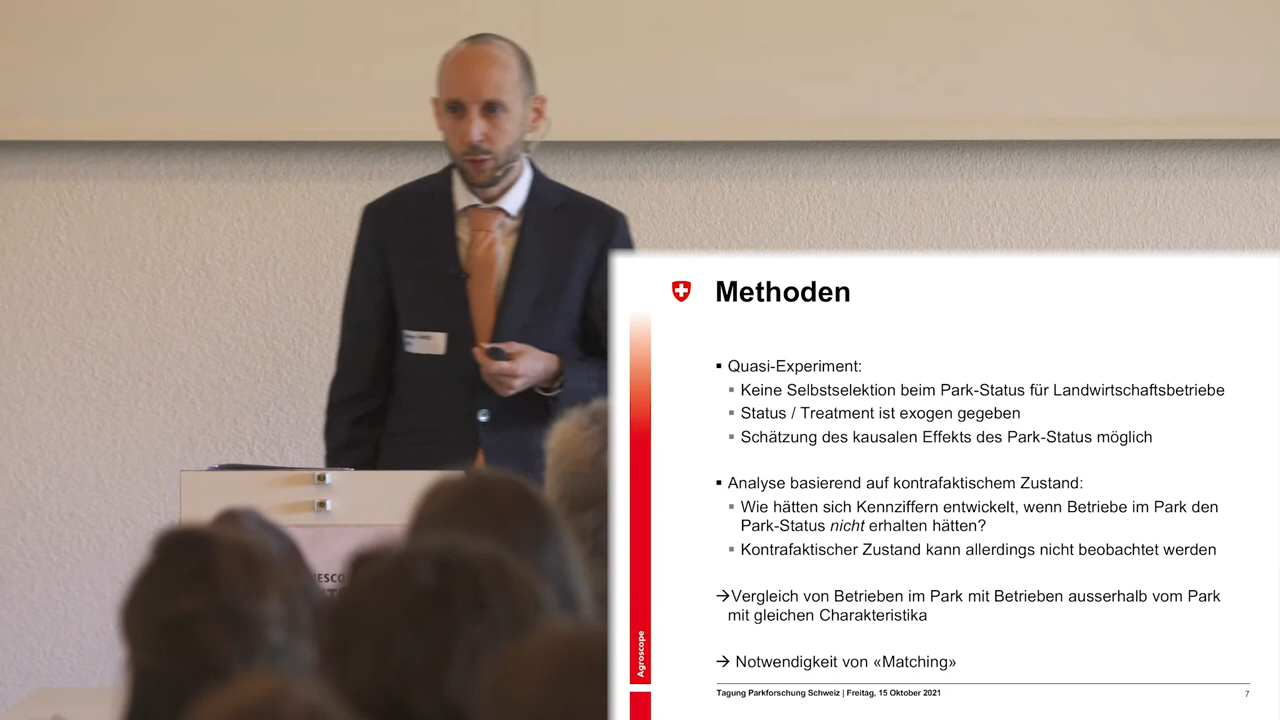 Methoden
▪ Quasi-Experiment:
▪ Keine Selbstselektion beim Park-Status für Landwirtschaftsbetriebe
▪ Status / Treatment ist exogen gegeben
▪ Schätzung des kausalen Effekts des Park-Status möglich
▪ Analyse basierend auf kontrafaktischem Zustand:
▪ Wie hätten sich Kennziffern entwickelt, wenn Betriebe im Park den
Park-Status nicht erhalten hätten?
▪ Kontrafaktischer Zustand kann allerdings nicht beobachtet werden
→Vergleich von Betrieben im Park mit Betrieben ausserhalb vom Park
mit gleichen Charakteristika
→ Notwendigkeit von «Matching»
Agroscope
Tagung Parkforschung Schweiz | Freitag, 15 Oktober 2021
7